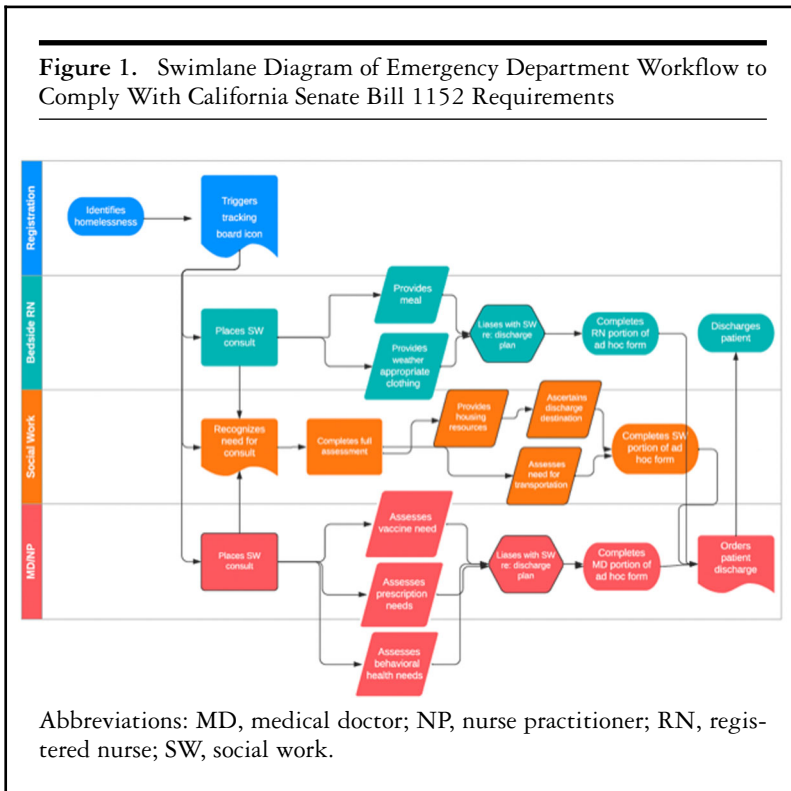 Figure 1. Swimlane Diagram of Emergency Department Workflow to
Comply With California Senate Bill 1152 Requirements
Registration
Identifies
homelessness
Triggers
tracking
board icon
Bedside RN
Places SW
consult
Provides
meal
Provides
weather
appropriate
clothing
Liases with SW
re: discharge
plan
Completes
RN portion of
ad hoc form
Discharges
patient
Social Work
Recognizes
need for
consult
Completes full
assessment
Provides
housing
resources
Ascertains
discharge
destination
Assesses
need for
transportation
Completes SW
portion of ad
hoc form
MD/NP
Places SW
consult
Assesses
vaccine need
Assesses
prescription
needs
Assesses
behavioral
health needs
Liases with SW
re: discharge
plan
Completes
MD portion of
ad hoc form
Orders
patient
discharge
Abbreviations: MD, medical doctor; NP, nurse practitioner; RN, regis-
tered nurse; SW, social work.